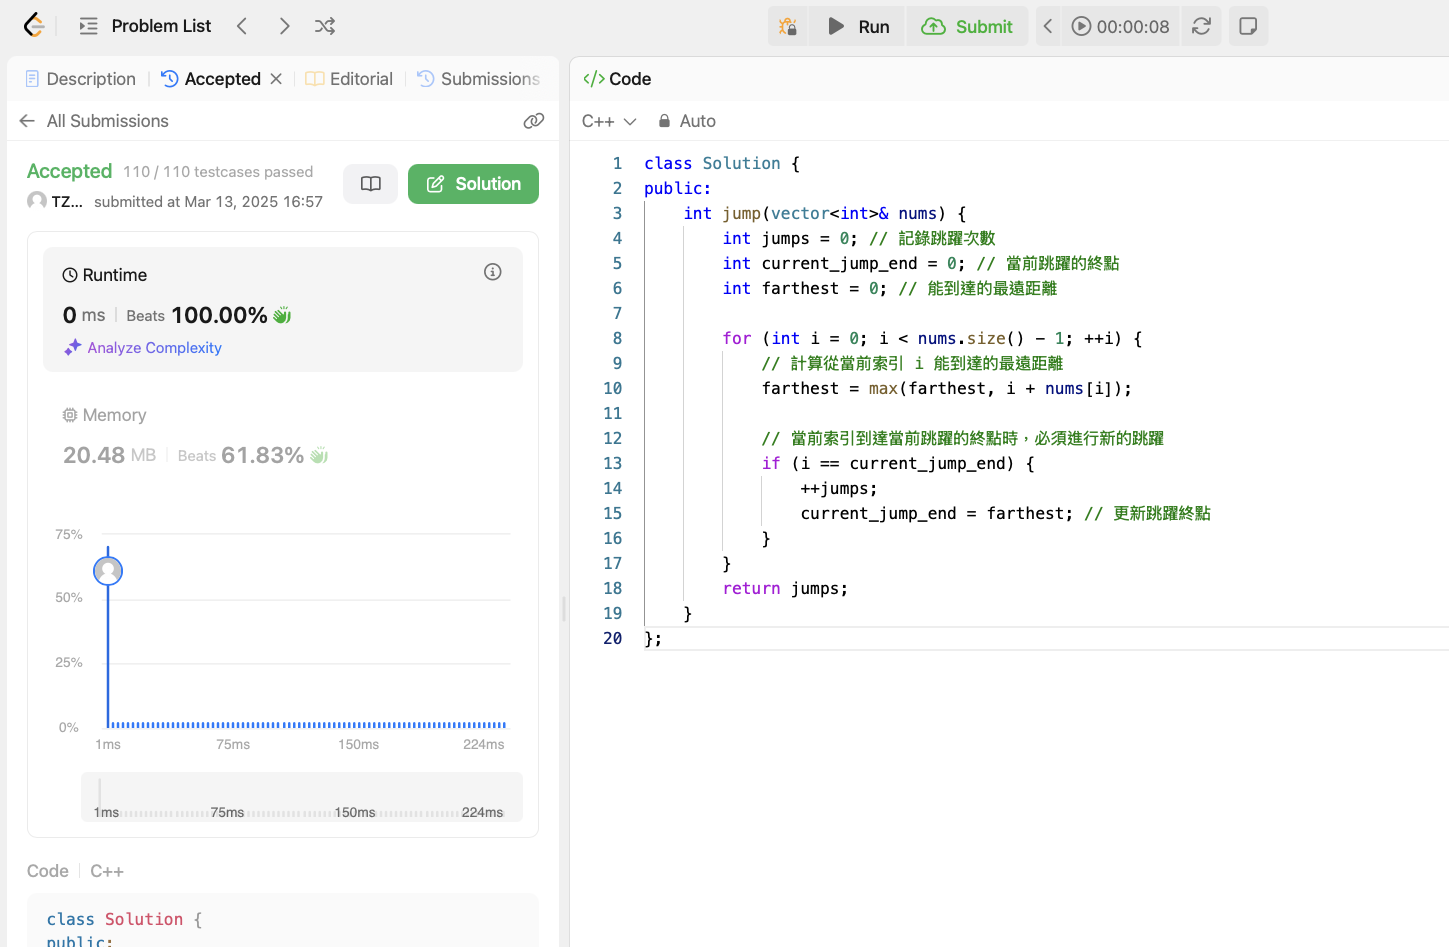 Problem List
Run
Submit
00:00:08
Description
Accepted
Editorial
Submissions
All Submissions
Accepted 110 / 110 testcases passed
TZ... submitted at Mar 13, 2025 16:57
Solution
Runtime
0 ms Beats 100.00%
Analyze Complexity
Memory
20.48 MB Beats 61.83%
75%
50%
25%
0%
1ms 75ms 150ms 224ms
1ms 75ms 150ms 224ms
Code C++
class Solution {
public:
</> Code
C++ Auto
1 class Solution {
2 public:
3 int jump(vector<int>& nums) {
4 int jumps = 0; // 記錄跳躍次數
5 int current_jump_end = 0; // 當前跳躍的終點
6 int farthest = 0; // 能到達的最遠距離
7
8 for (int i = 0; i < nums.size() - 1; ++i) {
9 // 計算從當前索引 i 能到達的最遠距離
10 farthest = max(farthest, i + nums[i]);
11
12 // 當前索引到達當前跳躍的終點時，必須進行新的跳躍
13 if (i == current_jump_end) {
14 ++jumps;
15 current_jump_end = farthest; // 更新跳躍終點
16 }
17 }
18 return jumps;
19 }
20 };